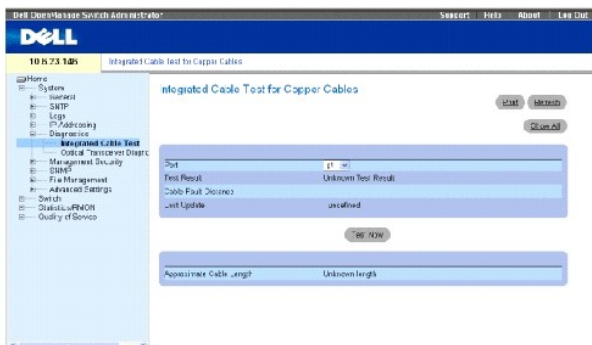 Dell OpenManage Switch Administrator
Support Help About Log Out
DELL
10.6.23.146
Integrated Cable Test for Copper Cables
Home
System
General
SNTP
Logs
IP Addressing
Diagnostics
Integrated Cable Test
Optical Transceiver Diagnc
Management Security
SNMP
File Management
Advanced Settings
Switch
Statistics/RMON
Quality of Service
Integrated Cable Test for Copper Cables
Print Refresh
Show All
Port g1
Test Result Unknown Test Result
Cable Fault Distance
Last Update undefined
Test Now
Approximate Cable Length Unknown length